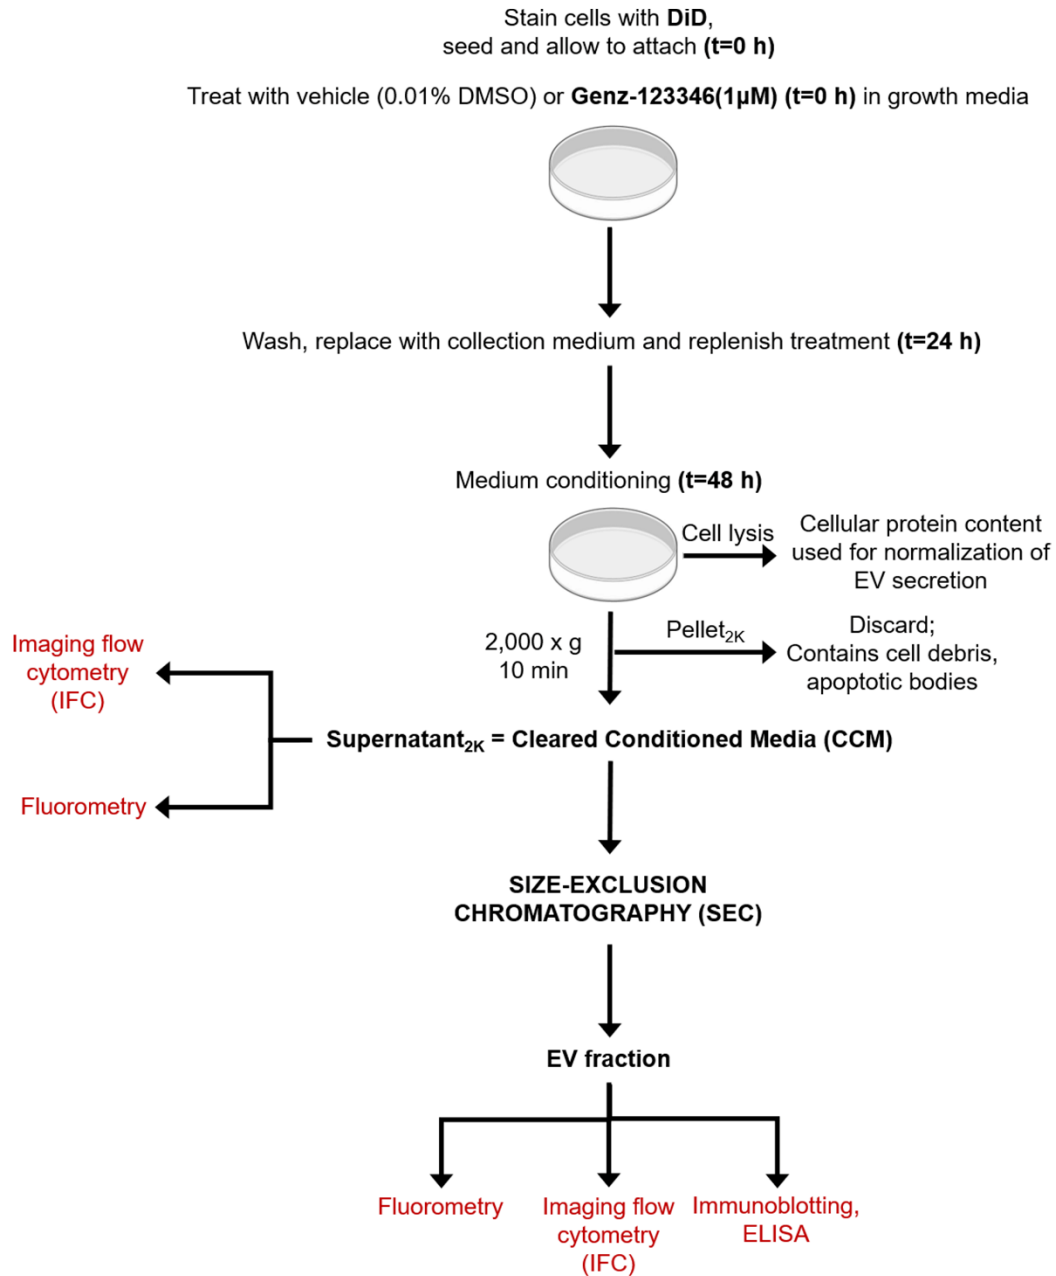 Stain cells with DiD,
seed and allow to attach (t=0 h)
Treat with vehicle (0.01% DMSO) or Genz-123346(1µM) (t=0 h) in growth media
Wash, replace with collection medium and replenish treatment (t=24 h)
Medium conditioning (t=48 h)
Cell lysis
Cellular protein content
used for normalization of
EV secretion
2,000 x g
10 min
Pellet2K
Discard;
Contains cell debris,
apoptotic bodies
Imaging flow
cytometry
(IFC)
Supernatant2K = Cleared Conditioned Media (CCM)
Fluorometry
SIZE-EXCLUSION
CHROMATOGRAPHY (SEC)
EV fraction
Fluorometry
Imaging flow
cytometry
(IFC)
Immunoblotting,
ELISA